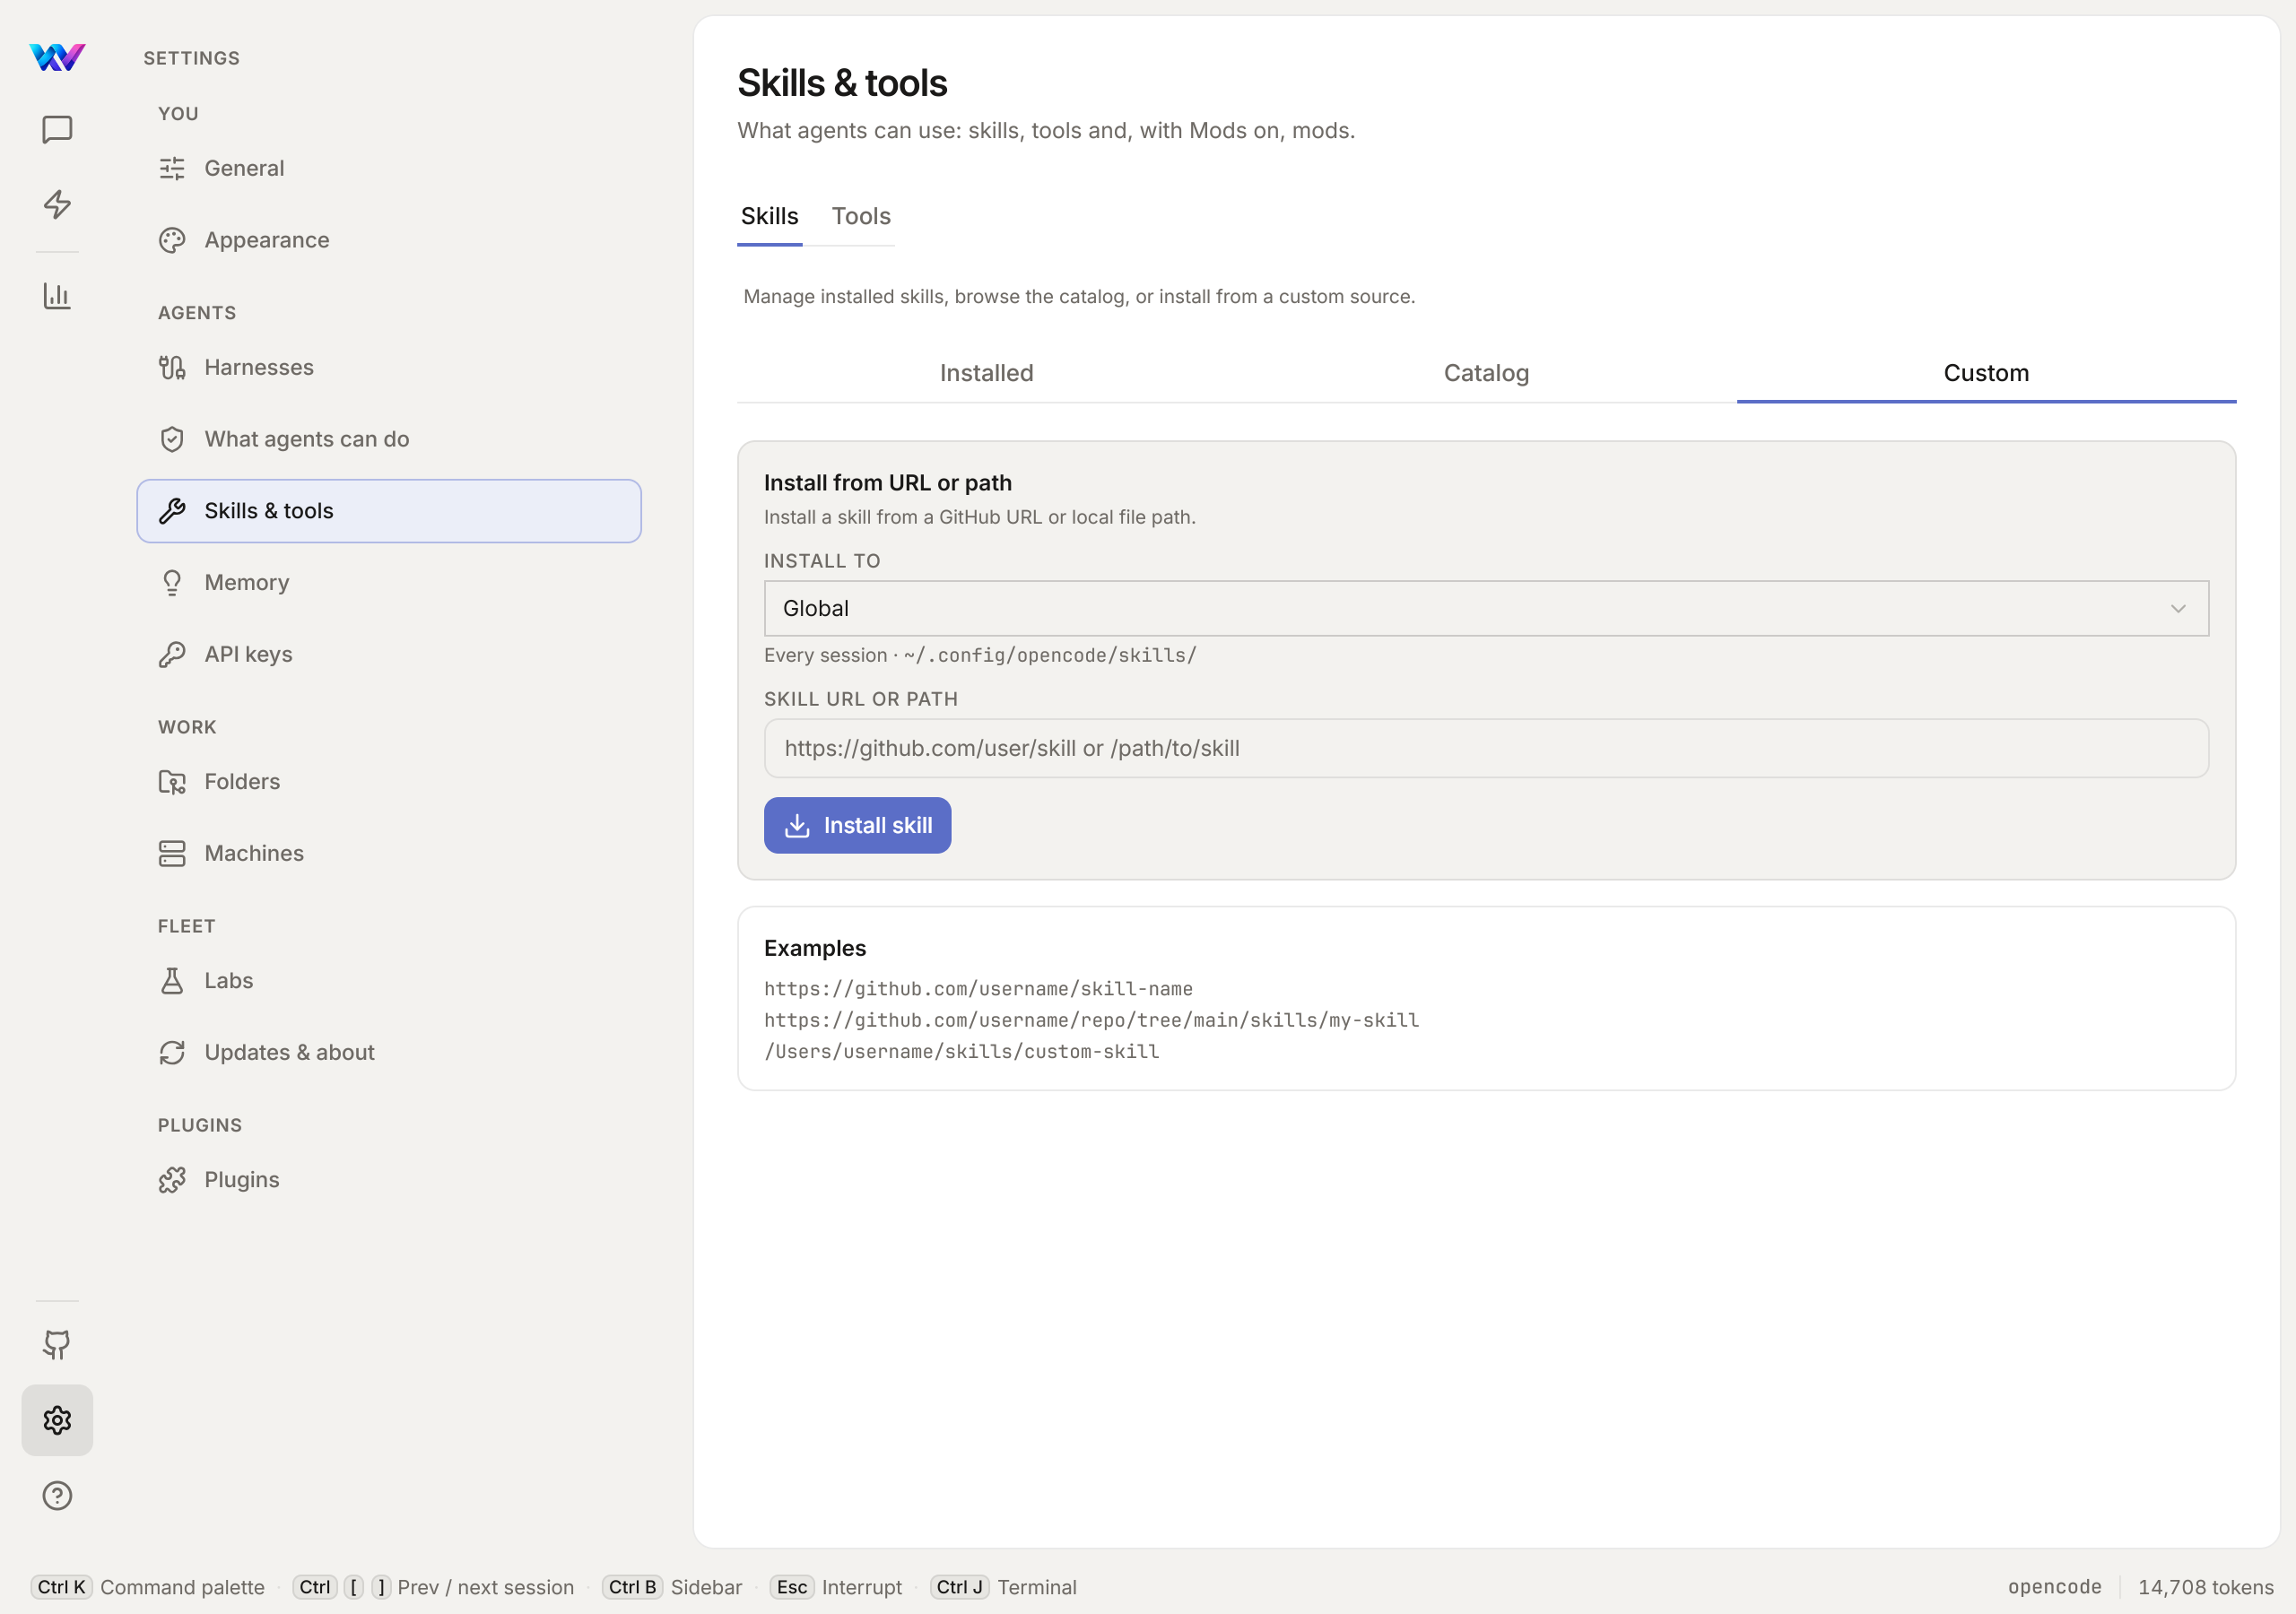 SETTINGS
YOU
General
Appearance
AGENTS
Harnesses
What agents can do
Skills & tools
Memory
API keys
WORK
Folders
Machines
FLEET
Labs
Updates & about
PLUGINS
Plugins
Skills & tools
What agents can use: skills, tools and, with Mods on, mods.
Skills Tools
Manage installed skills, browse the catalog, or install from a custom source.
Installed Catalog Custom
Install from URL or path
Install a skill from a GitHub URL or local file path.
INSTALL TO
Global
Every session · ~/.config/opencode/skills/
SKILL URL OR PATH
https://github.com/user/skill or /path/to/skill
Install skill
Examples
https://github.com/username/skill-name
https://github.com/username/repo/tree/main/skills/my-skill
/Users/username/skills/custom-skill
Ctrl K Command palette · Ctrl [ ] Prev / next session · Ctrl B Sidebar · Esc Interrupt · Ctrl J Terminal
opencode 14,708 tokens